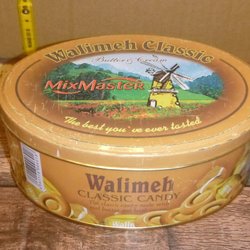 Walimeh Classic
Butter & Cream
MixMaster
The best you've ever tasted
Walimeh
CLASSIC CANDY